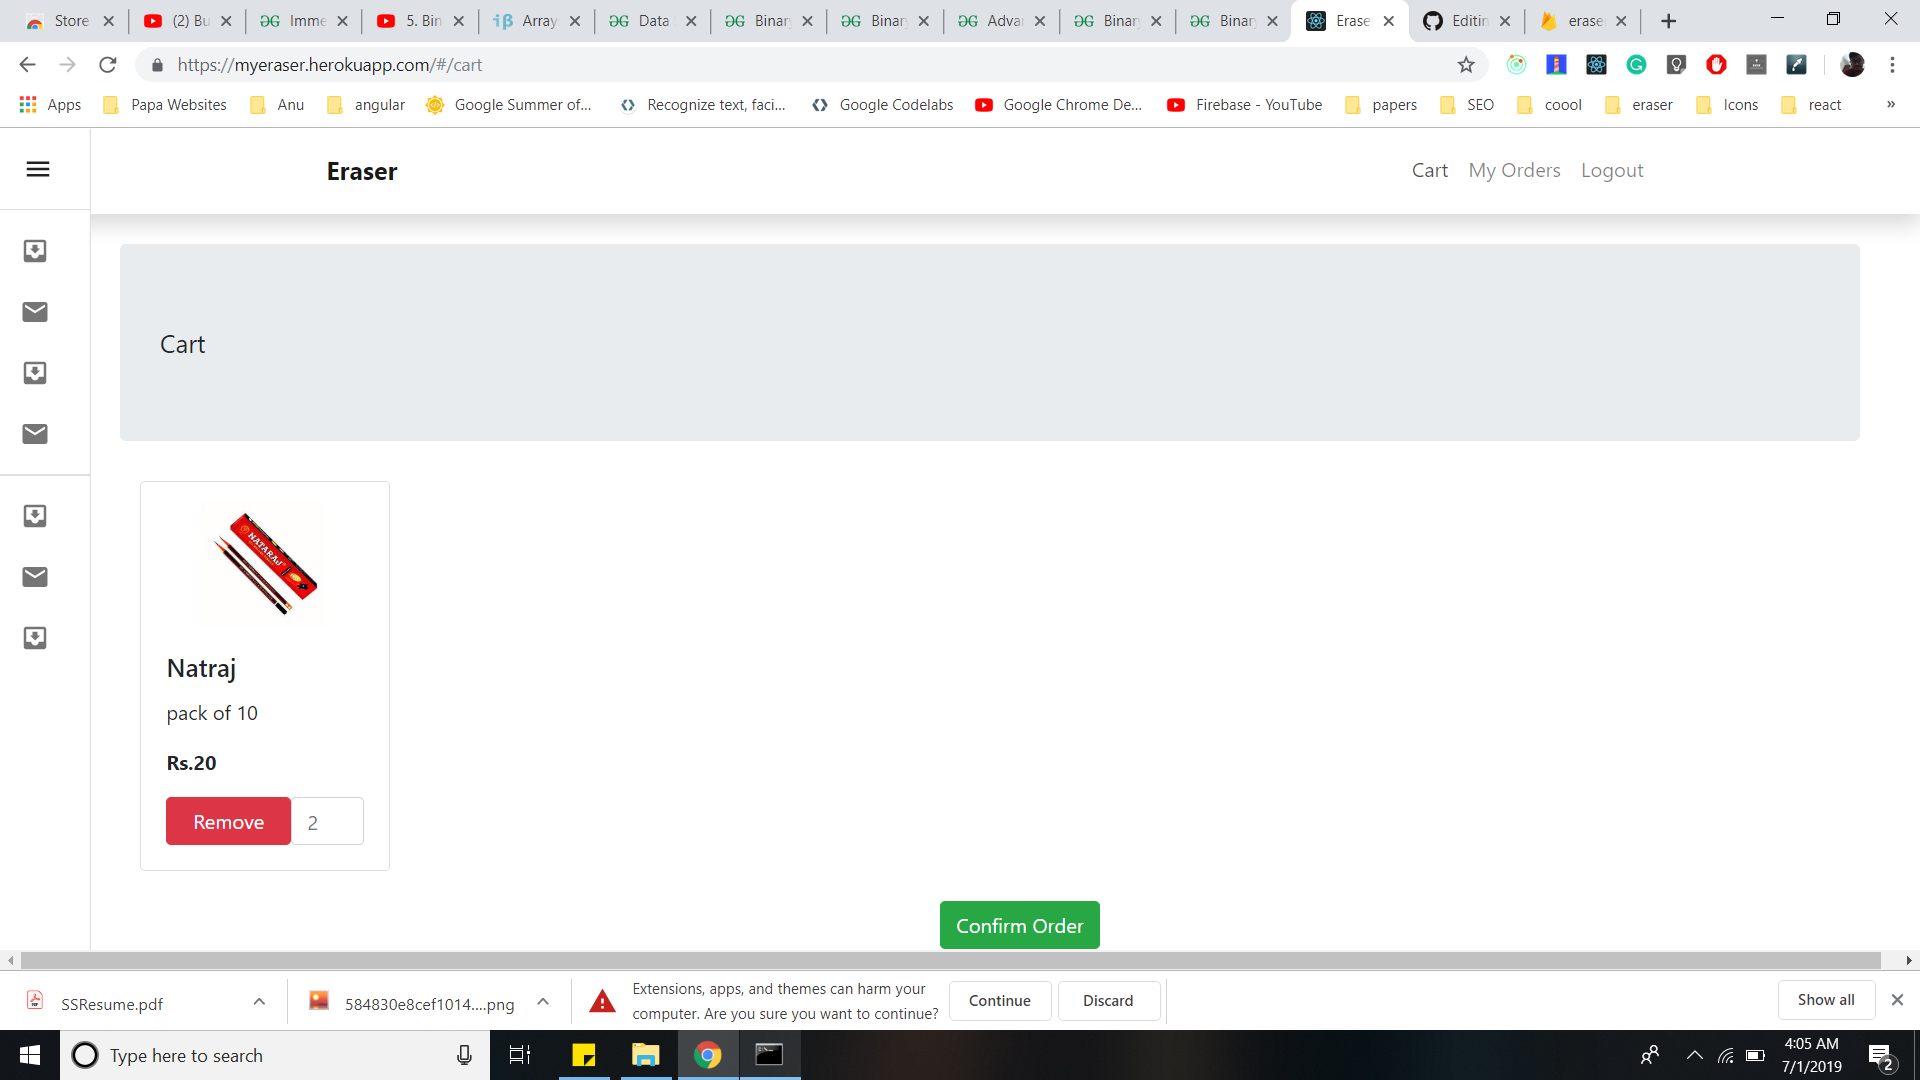 Store
(2) Bu
Imme
5. Bin
Array
Data
Binar
Binar
Advan
Binar
Binar
Erase
Editin
erase
https://myeraser.herokuapp.com/#/cart
Apps
Papa Websites
Anu
angular
Google Summer of...
Recognize text, faci...
Google Codelabs
Google Chrome De...
Firebase - YouTube
papers
SEO
coool
eraser
Icons
react
»
Eraser
Cart
My Orders
Logout
Cart
NATARAJ
Natraj
pack of 10
Rs.20
Remove
2
Confirm Order
SSResume.pdf
584830e8cef1014....png
Extensions, apps, and themes can harm your
computer. Are you sure you want to continue?
Continue
Discard
Show all
Type here to search
4:05 AM
7/1/2019
2